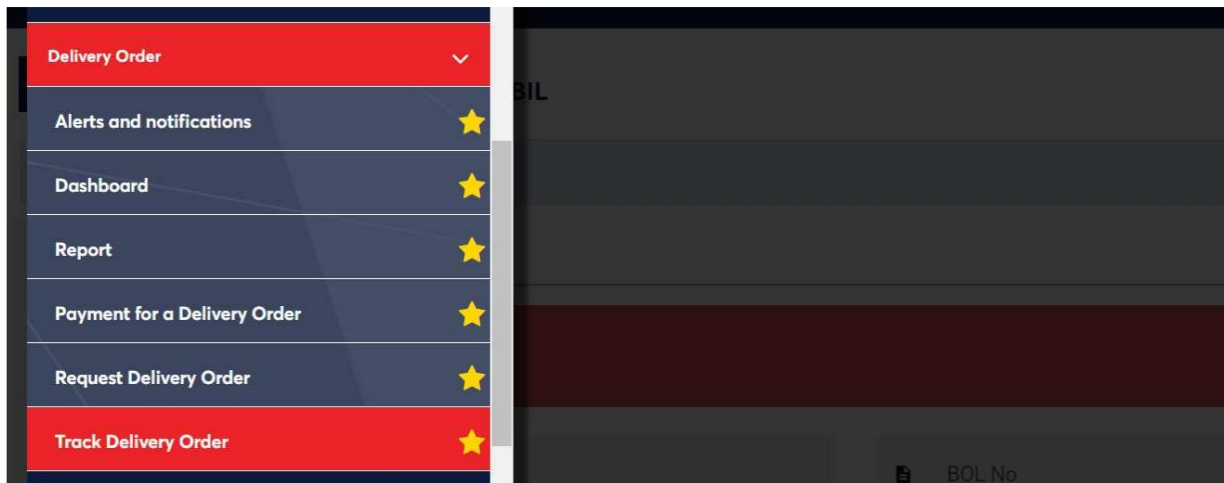 Delivery Order
BIL
Alerts and notifications
Dashboard
Report
Payment for a Delivery Order
Request Delivery Order
Track Delivery Order
BOL No